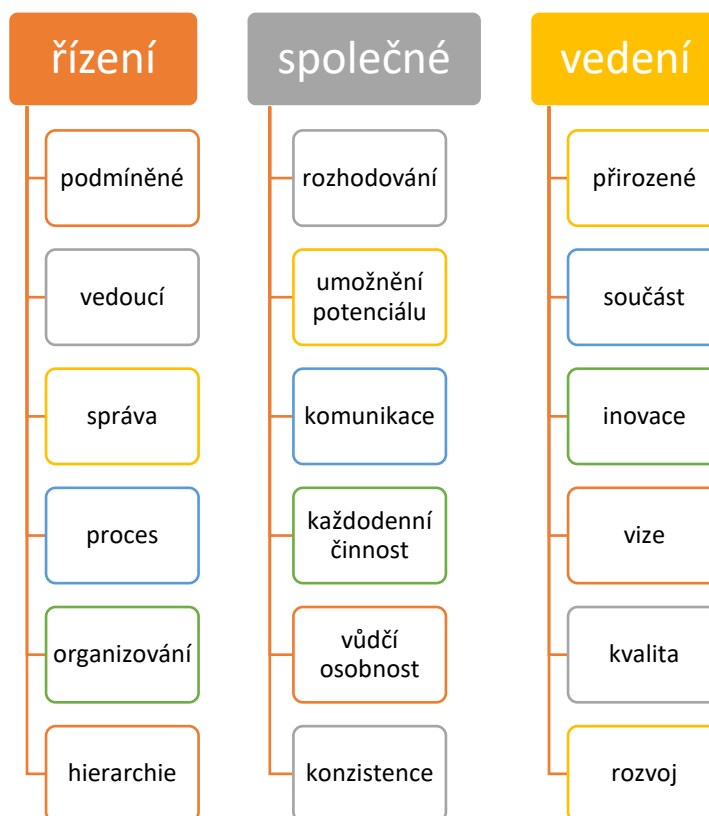 řízení
podmíněné
vedoucí
správa
proces
organizování
hierarchie
společné
rozhodování
umožnění
potenciálu
komunikace
každodenní
činnost
vůdčí
osobnost
konzistence
vedení
přirozené
součást
inovace
vize
kvalita
rozvoj